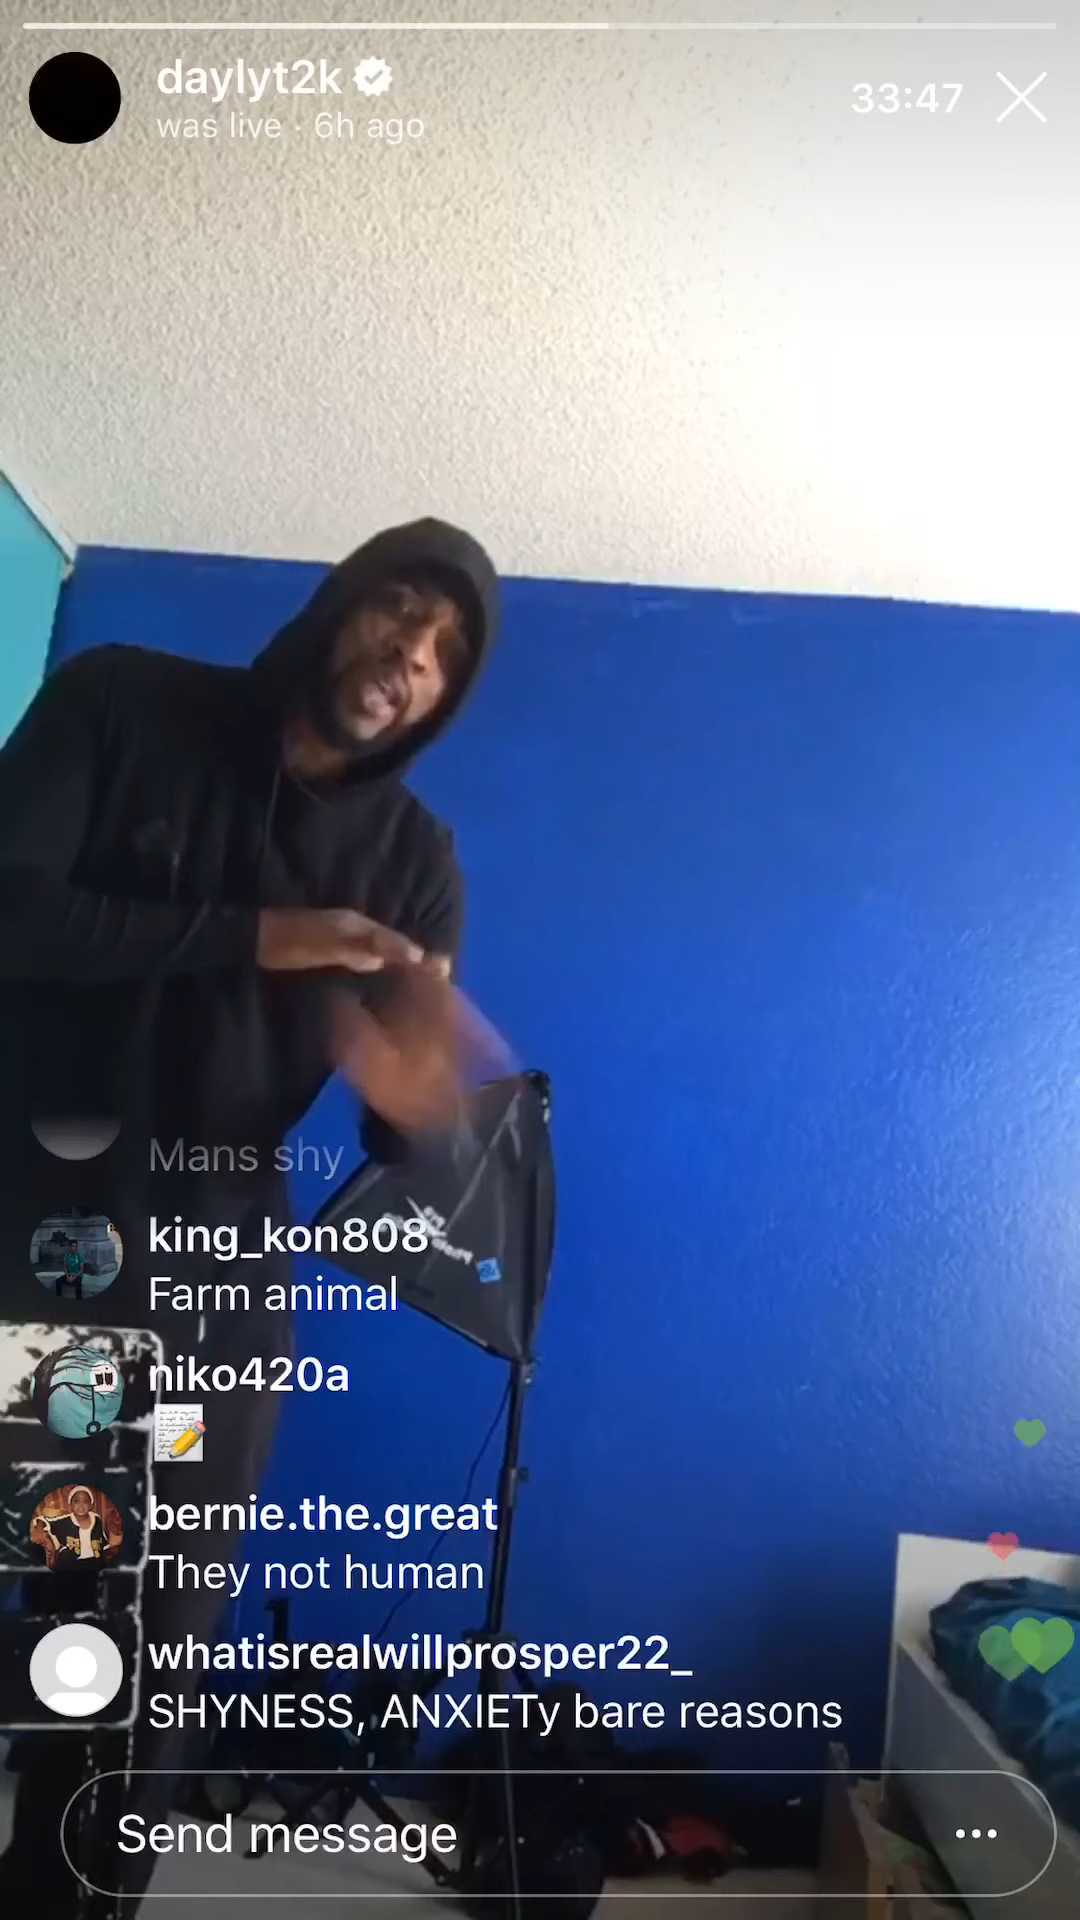 daylyt2k
was live · 6h ago
33:47
Mans shy
king_kon808
Farm animal
niko420a
bernie.the.great
They not human
whatisrealwillprosper22_
SHYNESS, ANXIETy bare reasons
Send message